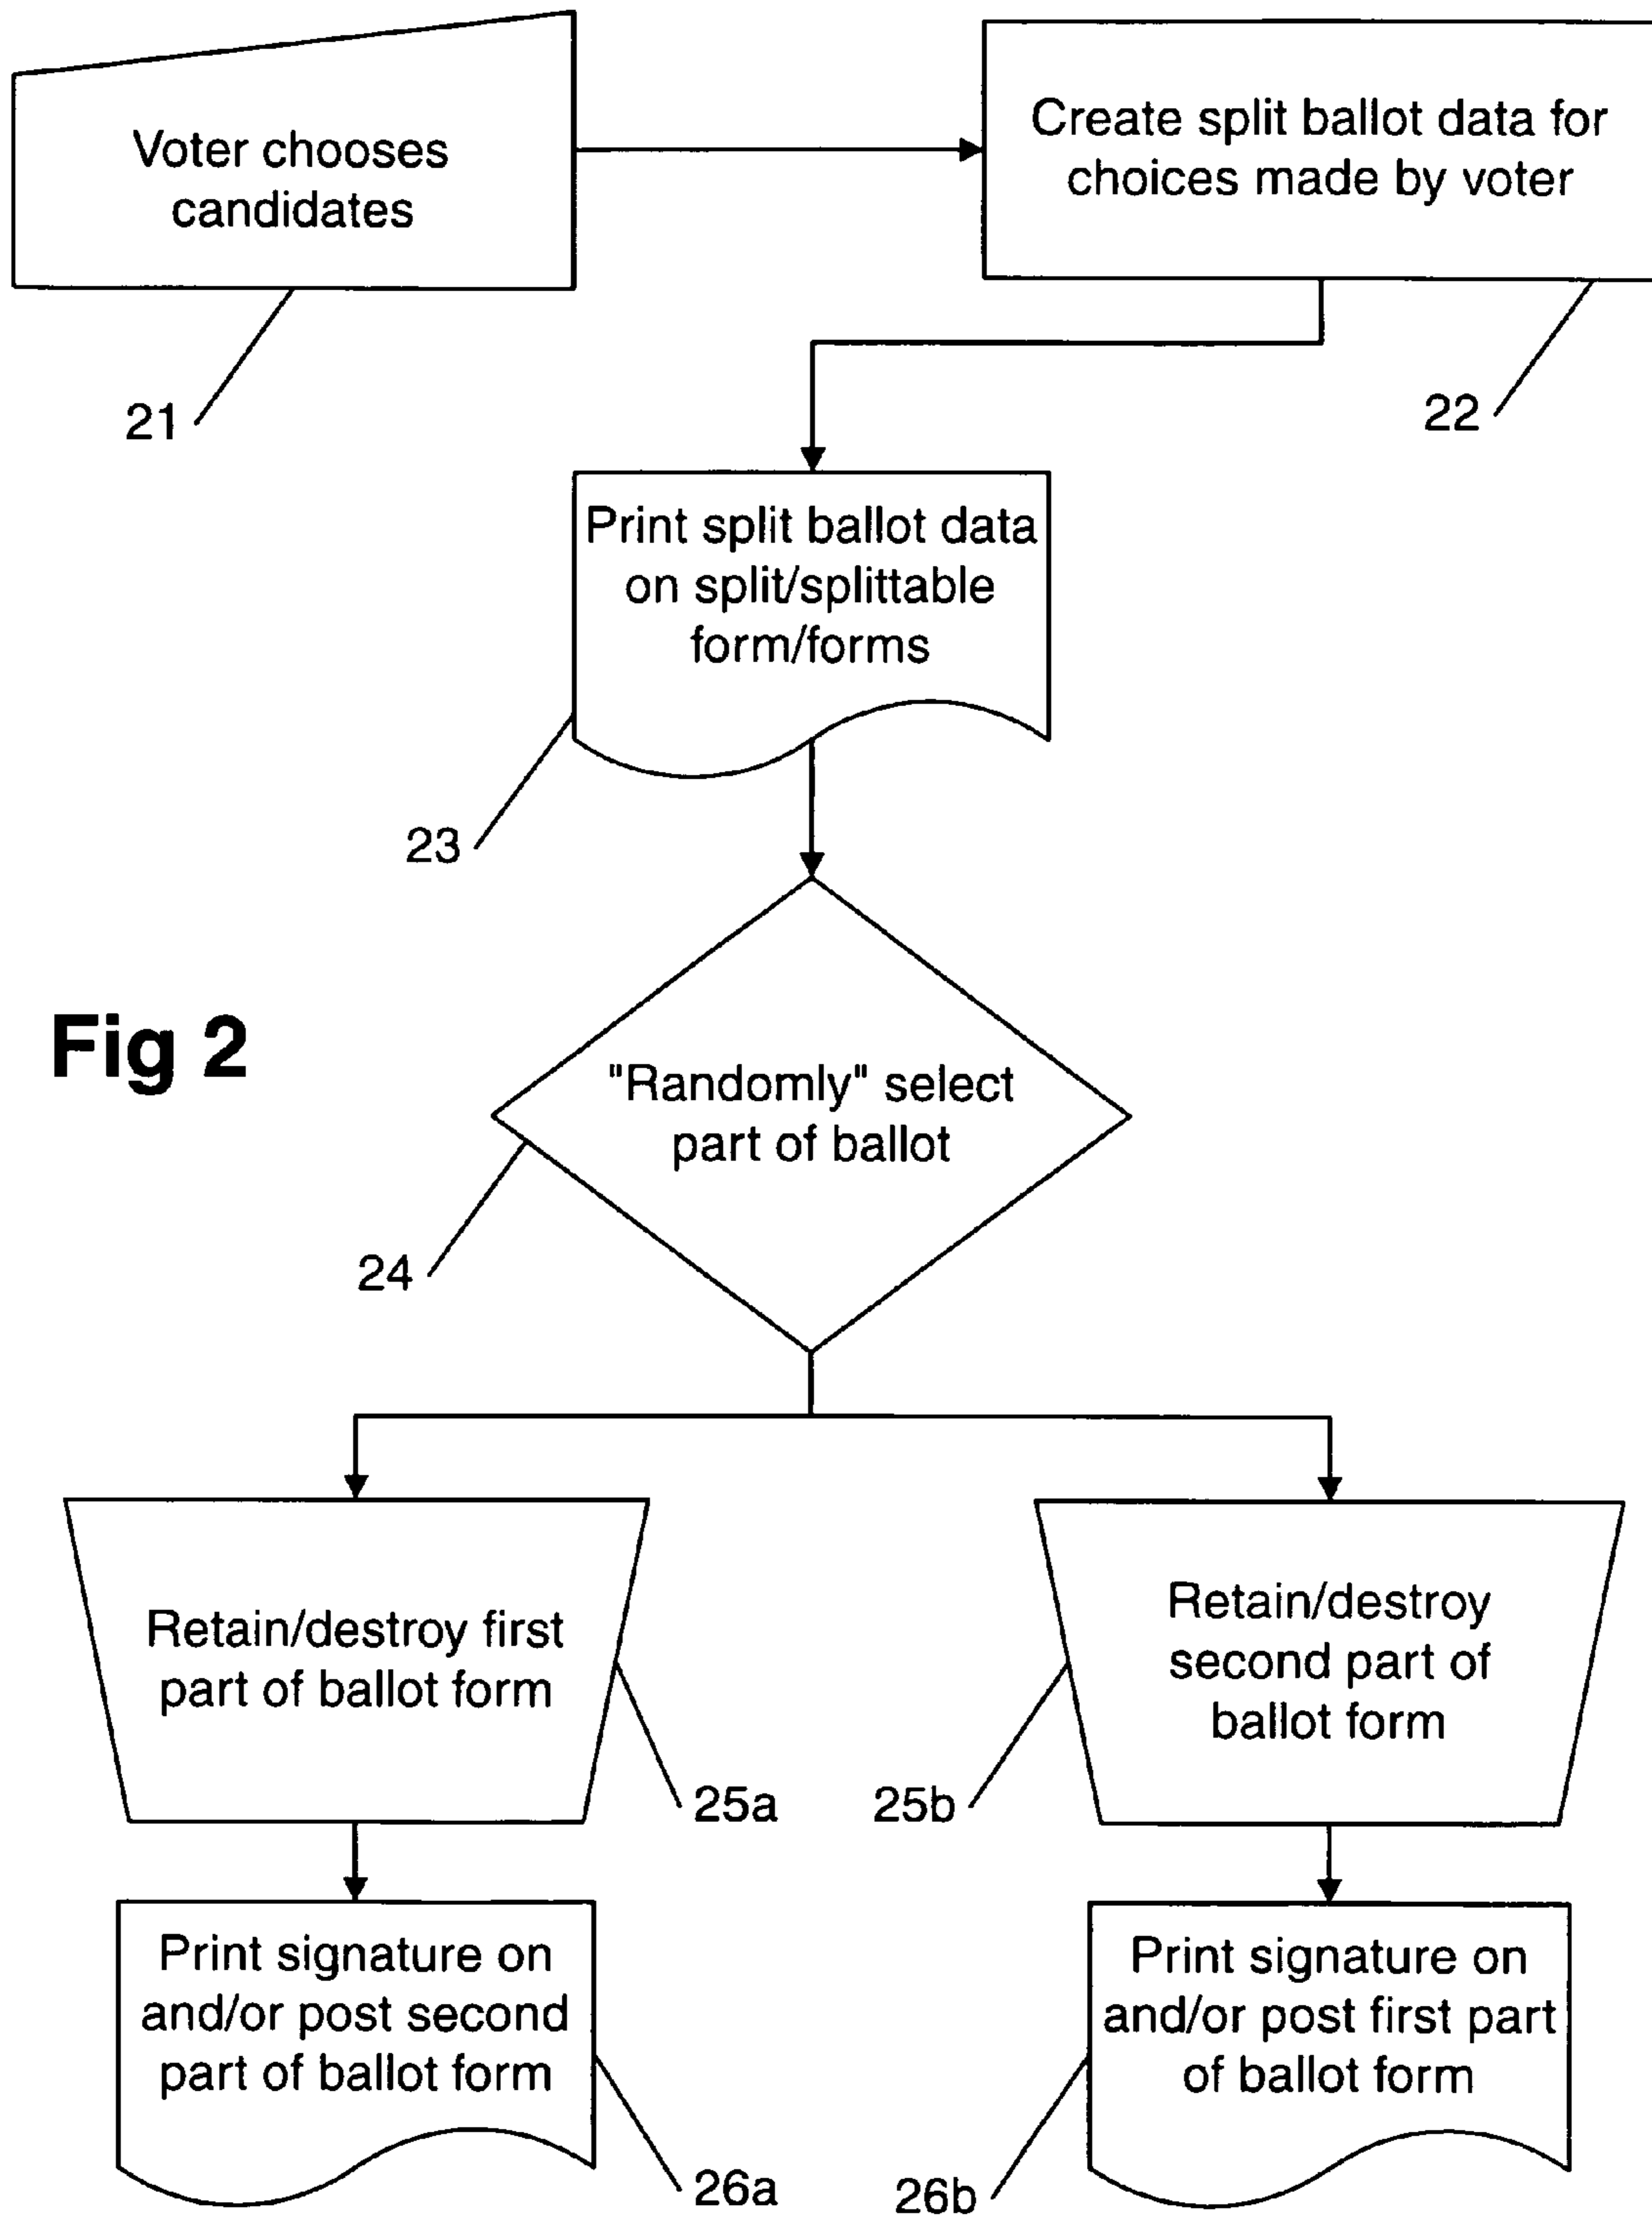 Voter chooses
candidates
Create split ballot data for
choices made by voter
21
22
Print split ballot data
on split/splittable
form/forms
23
Fig 2
"Randomly" select
part of ballot
24
Retain/destroy first
part of ballot form
Retain/destroy
second part of
ballot form
25a
25b
Print signature on
and/or post second
part of ballot form
Print signature on
and/or post first part
of ballot form
26a
26b